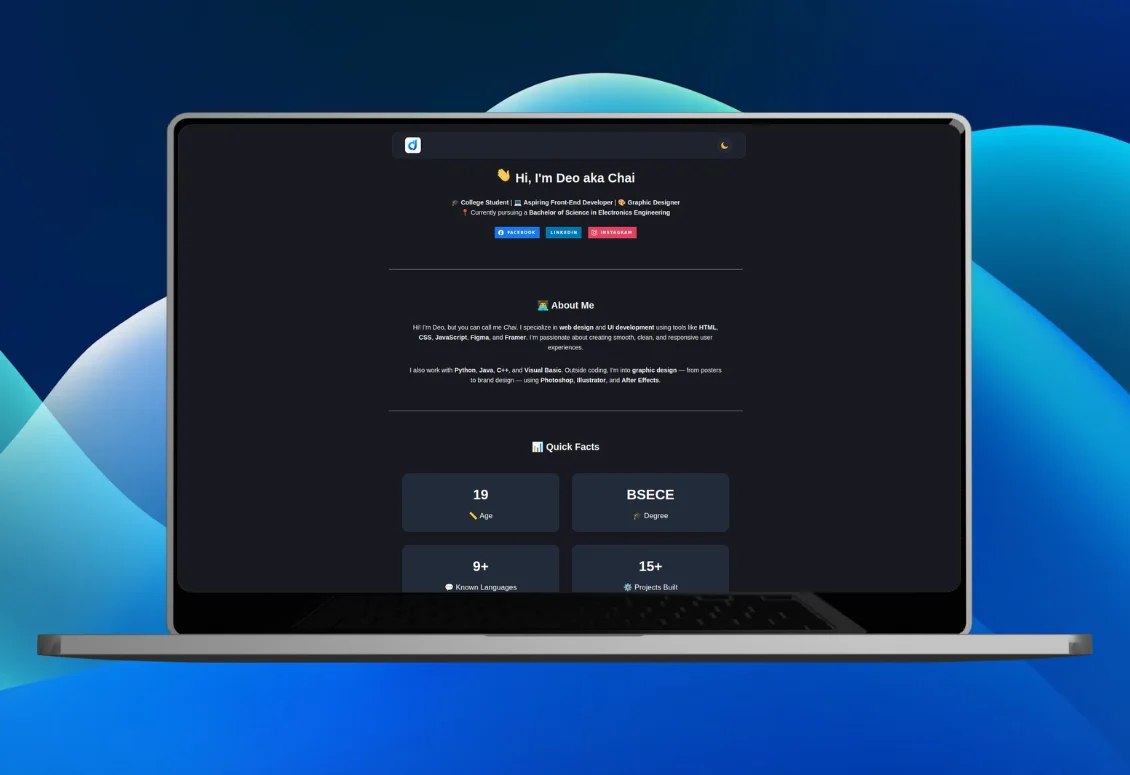 Hi, I'm Deo aka Chai
College Student | Aspiring Front-End Developer | Graphic Designer
Currently pursuing a Bachelor of Science in Electronics Engineering
FACEBOOK LINKEDIN INSTAGRAM
About Me
Hi! I'm Deo, but you can call me Chai. I specialize in web design and UI development using tools like HTML,
CSS, JavaScript, Figma, and Framer. I'm passionate about creating smooth, clean, and responsive user
experiences.
I also work with Python, Java, C++, and Visual Basic. Outside coding, I'm into graphic design — from posters
to brand design — using Photoshop, Illustrator, and After Effects.
Quick Facts
19 BSECE
Age Degree
9+ 15+
Known Languages Projects Built